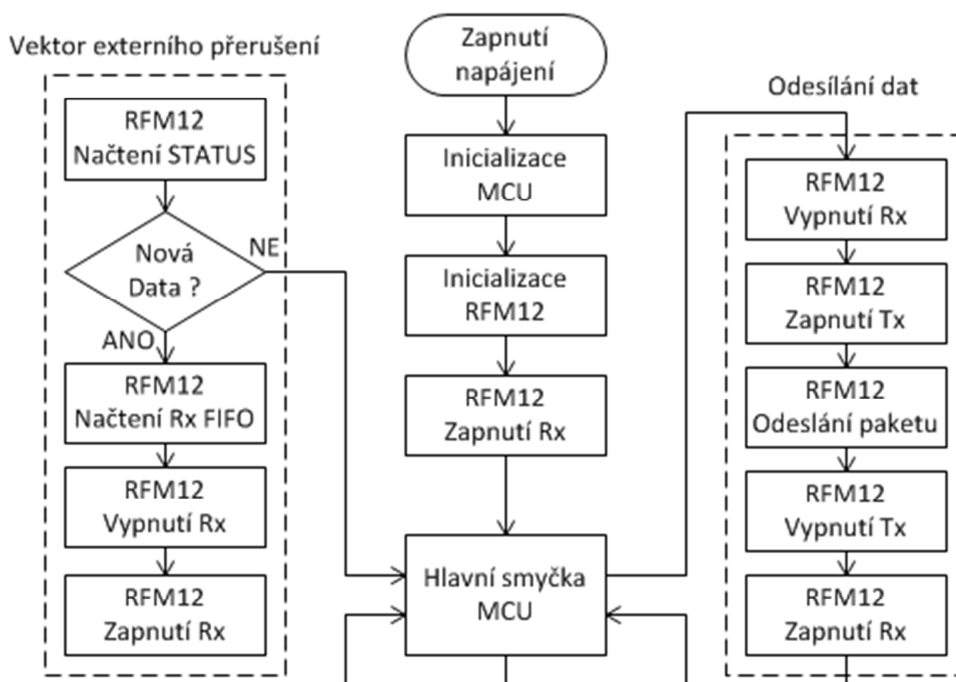 Vektor externího přerušení
RFM12
Načtení STATUS
Nová
Data ?
NE
ANO
RFM12
Načtení Rx FIFO
RFM12
Vypnutí Rx
RFM12
Zapnutí Rx
Zapnutí
napájení
Inicializace
MCU
Inicializace
RFM12
RFM12
Zapnutí Rx
Hlavní smyčka
MCU
Odesílání dat
RFM12
Vypnutí Rx
RFM12
Zapnutí Tx
RFM12
Odeslání paketu
RFM12
Vypnutí Tx
RFM12
Zapnutí Rx